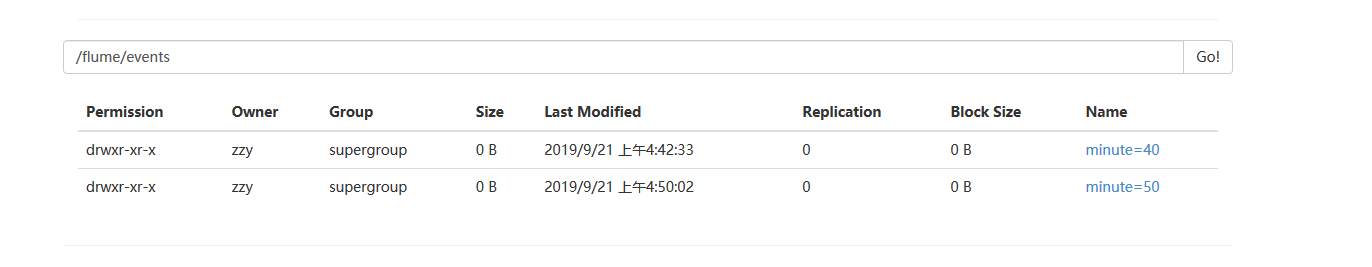 /flume/events Go!
Permission Owner Group Size Last Modified Replication Block Size Name
drwxr-xr-x zzy supergroup 0 B 2019/9/21 上午4:42:33 0 0 B minute=40
drwxr-xr-x zzy supergroup 0 B 2019/9/21 上午4:50:02 0 0 B minute=50